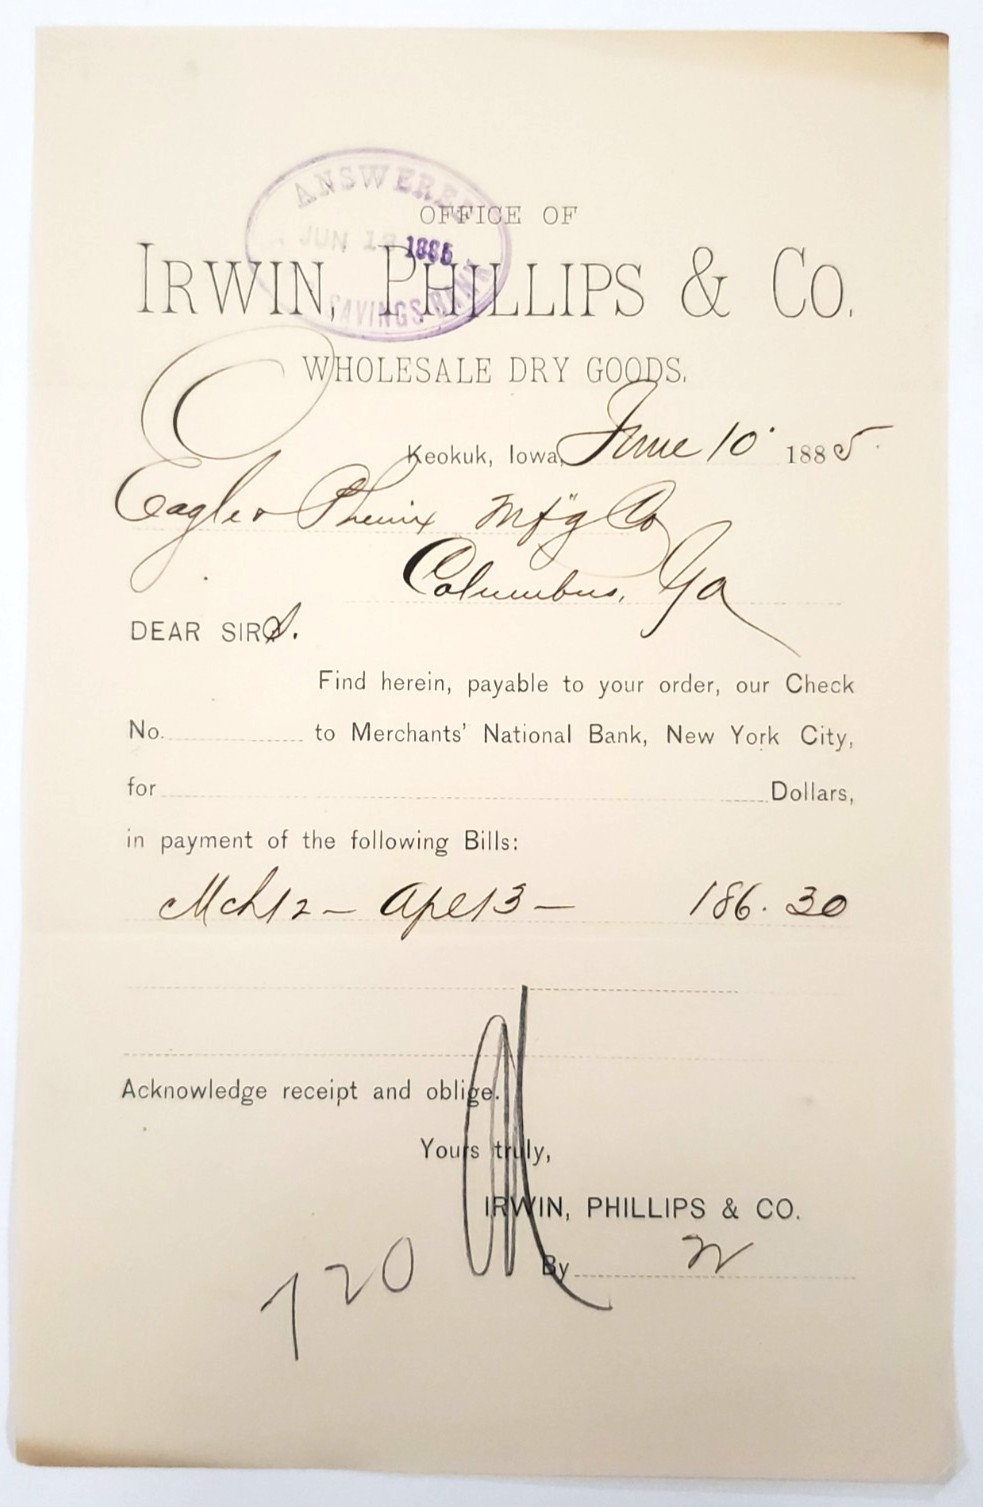 ANSWERED
JUN 1 1885
SAVINGS BANK
OFFICE OF
IRWIN, PHILLIPS & CO.
WHOLESALE DRY GOODS.
Keokuk, Iowa, June 10 1885.
Eagle & Phenix Mf"g Co
Columbus, Ga
DEAR SIRS.
Find herein, payable to your order, our Check
No. to Merchants' National Bank, New York City,
for Dollars,
in payment of the following Bills:
Mch 12 – Apl 13 – 186.30
Acknowledge receipt and oblige.
Yours truly,
IRWIN, PHILLIPS & CO.
By
720